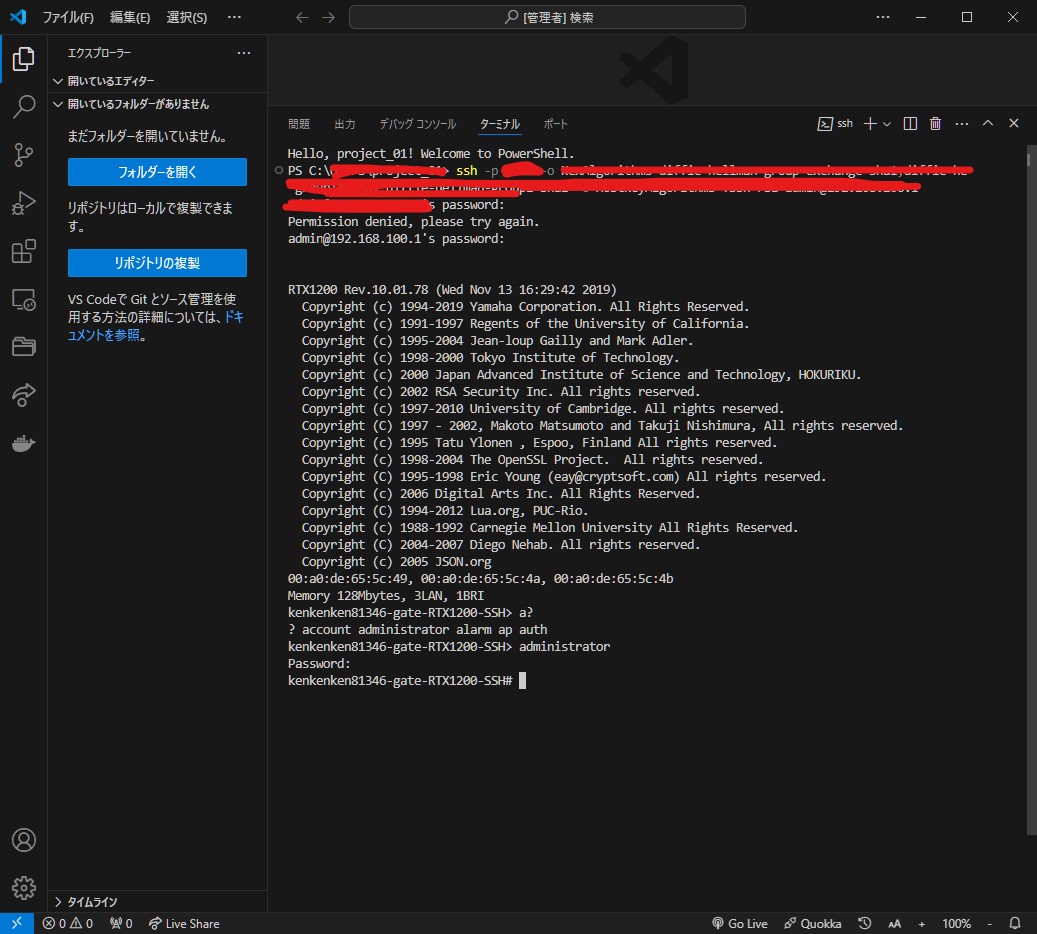 ファイル(F) 編集(E) 選択(S) ···
[管理者] 検索
エクスプローラー
開いているエディター
開いているフォルダーがありません
まだフォルダーを開いていません。
フォルダーを開く
リポジトリはローカルで複製できま
す。
リポジトリの複製
VS Codeで Git とソース管理を使
用する方法の詳細については、ドキ
ュメントを参照。
タイムライン
問題 出力 デバッグ コンソール ターミナル ポート
ssh
Hello, project_01! Welcome to PowerShell.
PS C:\ ssh -p -o
s password:
Permission denied, please try again.
admin@192.168.100.1's password:
RTX1200 Rev.10.01.78 (Wed Nov 13 16:29:42 2019)
Copyright (c) 1994-2019 Yamaha Corporation. All Rights Reserved.
Copyright (c) 1991-1997 Regents of the University of California.
Copyright (c) 1995-2004 Jean-loup Gailly and Mark Adler.
Copyright (c) 1998-2000 Tokyo Institute of Technology.
Copyright (c) 2000 Japan Advanced Institute of Science and Technology, HOKURIKU.
Copyright (c) 2002 RSA Security Inc. All rights reserved.
Copyright (c) 1997-2010 University of Cambridge. All rights reserved.
Copyright (C) 1997 - 2002, Makoto Matsumoto and Takuji Nishimura, All rights reserved.
Copyright (c) 1995 Tatu Ylonen , Espoo, Finland All rights reserved.
Copyright (c) 1998-2004 The OpenSSL Project.  All rights reserved.
Copyright (C) 1995-1998 Eric Young (eay@cryptsoft.com) All rights reserved.
Copyright (c) 2006 Digital Arts Inc. All Rights Reserved.
Copyright (C) 1994-2012 Lua.org, PUC-Rio.
Copyright (c) 1988-1992 Carnegie Mellon University All Rights Reserved.
Copyright (C) 2004-2007 Diego Nehab. All rights reserved.
Copyright (c) 2005 JSON.org
00:a0:de:65:5c:49, 00:a0:de:65:5c:4a, 00:a0:de:65:5c:4b
Memory 128Mbytes, 3LAN, 1BRI
kenkenken81346-gate-RTX1200-SSH> a?
? account administrator alarm ap auth
kenkenken81346-gate-RTX1200-SSH> administrator
Password:
kenkenken81346-gate-RTX1200-SSH#
0 0 0 Live Share Go Live Quokka AA + 100% -